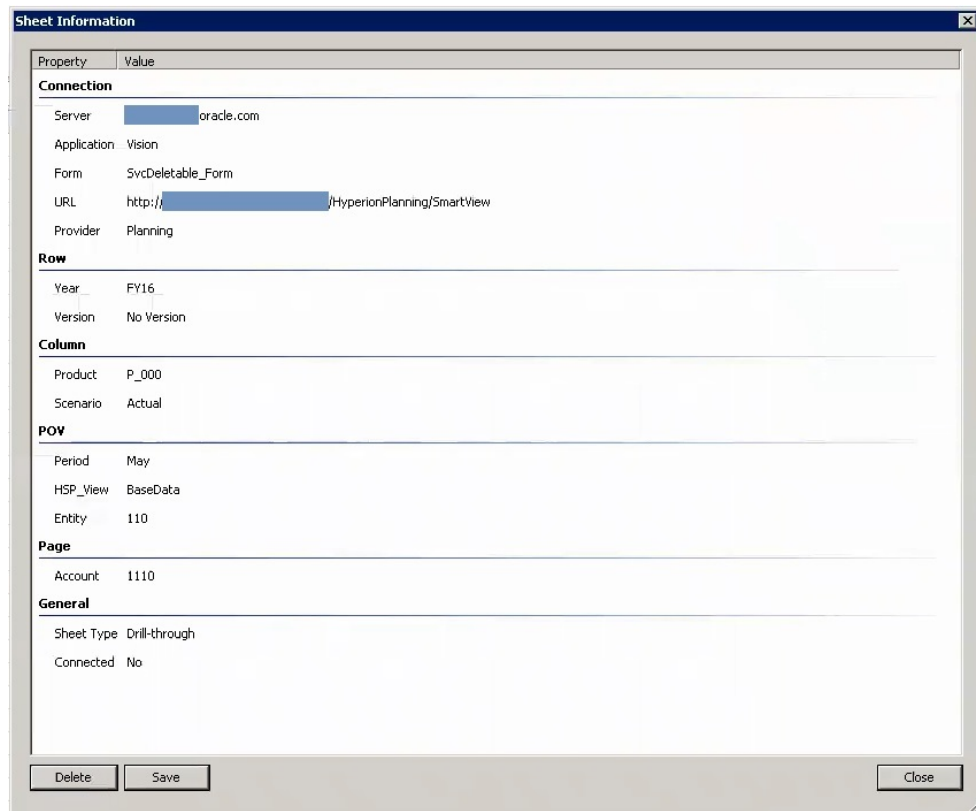 Sheet Information
Property Value
Connection
Server oracle.com
Application Vision
Form SvcDeletable_Form
URL http:/ /HyperionPlanning/SmartView
Provider Planning
Row
Year FY16
Version No Version
Column
Product P_000
Scenario Actual
POV
Period May
HSP_View BaseData
Entity 110
Page
Account 1110
General
Sheet Type Drill-through
Connected No
Delete Save Close